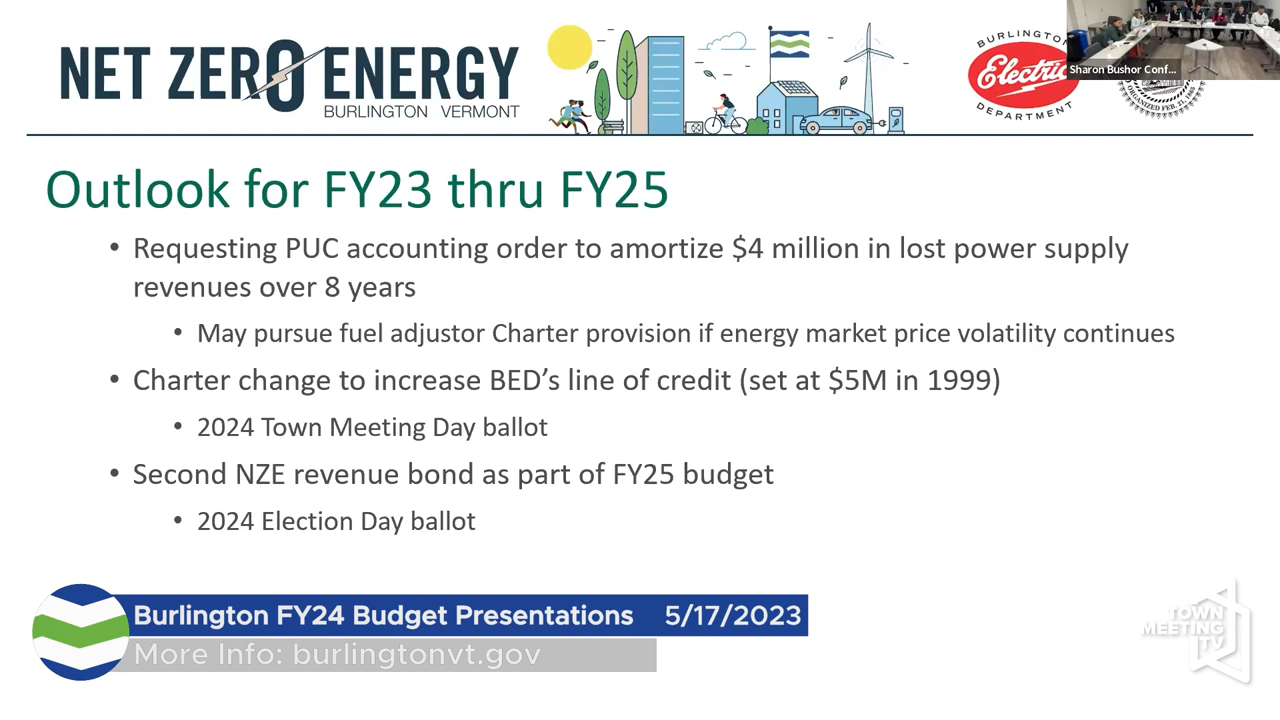 NET ZERO ENERGY
BURLINGTON VERMONT
BURLINGTON
Electric
DEPARTMENT
Sharon Bushor Conf...
ORGANIZED FEB. 21, 1865
Outlook for FY23 thru FY25
• Requesting PUC accounting order to amortize $4 million in lost power supply
revenues over 8 years
• May pursue fuel adjustor Charter provision if energy market price volatility continues
• Charter change to increase BED’s line of credit (set at $5M in 1999)
• 2024 Town Meeting Day ballot
• Second NZE revenue bond as part of FY25 budget
• 2024 Election Day ballot
Burlington FY24 Budget Presentations 5/17/2023
More Info: burlingtonvt.gov
TOWN
MEETING
TV